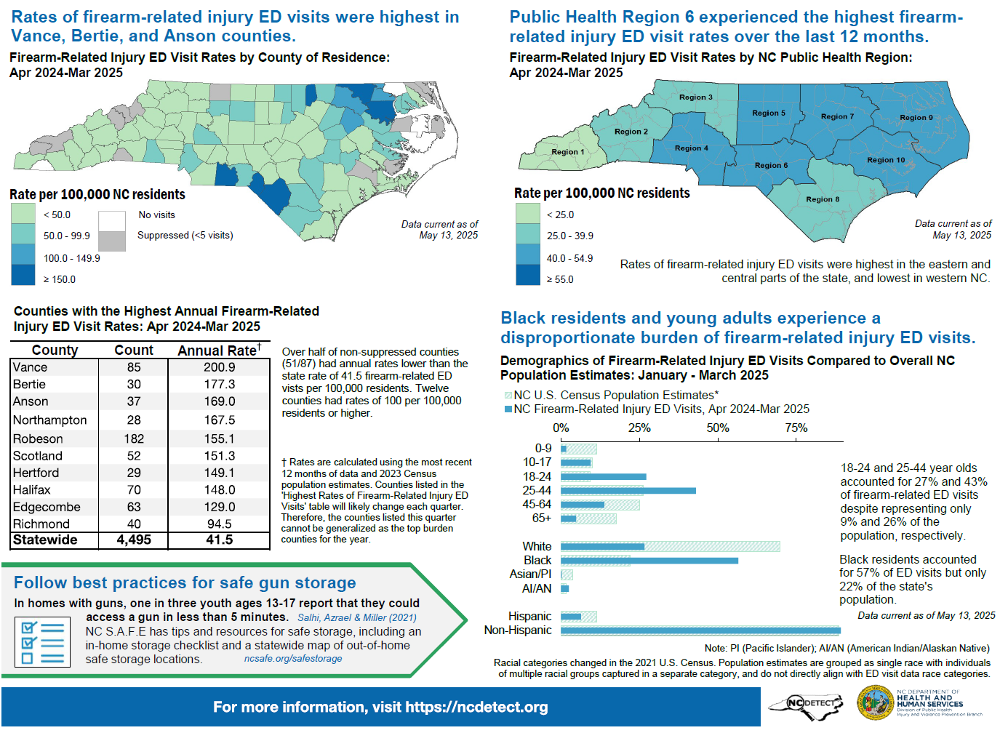 Rates of firearm-related injury ED visits were highest in
Vance, Bertie, and Anson counties.
Firearm-Related Injury ED Visit Rates by County of Residence:
Apr 2024-Mar 2025
Rate per 100,000 NC residents
< 50.0
50.0 - 99.9
100.0 - 149.9
≥ 150.0
No visits
Suppressed (<5 visits)
Data current as of
May 13, 2025
Public Health Region 6 experienced the highest firearm-
related injury ED visit rates over the last 12 months.
Firearm-Related Injury ED Visit Rates by NC Public Health Region:
Apr 2024-Mar 2025
Region 3
Region 5
Region 7
Region 9
Region 2
Region 4
Region 1
Region 10
Region 6
Region 8
Rate per 100,000 NC residents
< 25.0
25.0 - 39.9
40.0 - 54.9
≥ 55.0
Data current as of
May 13, 2025
Rates of firearm-related injury ED visits were highest in the eastern and
central parts of the state, and lowest in western NC.
Counties with the Highest Annual Firearm-Related
Injury ED Visit Rates: Apr 2024-Mar 2025
County Count Annual Rate†
Vance 85 200.9
Bertie 30 177.3
Anson 37 169.0
Northampton 28 167.5
Robeson 182 155.1
Scotland 52 151.3
Hertford 29 149.1
Halifax 70 148.0
Edgecombe 63 129.0
Richmond 40 94.5
Statewide 4,495 41.5
Over half of non-suppressed counties
(51/87) had annual rates lower than the
state rate of 41.5 firearm-related ED
vists per 100,000 residents. Twelve
counties had rates of 100 per 100,000
residents or higher.
† Rates are calculated using the most recent
12 months of data and 2023 Census
population estimates. Counties listed in the
'Highest Rates of Firearm-Related Injury ED
Visits' table will likely change each quarter.
Therefore, the counties listed this quarter
cannot be generalized as the top burden
counties for the year.
Black residents and young adults experience a
disproportionate burden of firearm-related injury ED visits.
Demographics of Firearm-Related Injury ED Visits Compared to Overall NC
Population Estimates: January - March 2025
NC U.S. Census Population Estimates*
NC Firearm-Related Injury ED Visits, Apr 2024-Mar 2025
0% 25% 50% 75%
0-9
10-17
18-24
25-44
45-64
65+
White
Black
Asian/PI
AI/AN
Hispanic
Non-Hispanic
18-24 and 25-44 year olds
accounted for 27% and 43%
of firearm-related ED visits
despite representing only
9% and 26% of the
population, respectively.
Black residents accounted
for 57% of ED visits but only
22% of the state's
population.
Data current as of May 13, 2025
Note: PI (Pacific Islander); AI/AN (American Indian/Alaskan Native)
Racial categories changed in the 2021 U.S. Census. Population estimates are grouped as single race with individuals
of multiple racial groups captured in a separate category, and do not directly align with ED visit data race categories.
Follow best practices for safe gun storage
In homes with guns, one in three youth ages 13-17 report that they could
access a gun in less than 5 minutes. Salhi, Azrael & Miller (2021)
NC S.A.F.E has tips and resources for safe storage, including an
in-home storage checklist and a statewide map of out-of-home
safe storage locations. ncsafe.org/safestorage
For more information, visit https://ncdetect.org
NC DETECT
NC DEPARTMENT OF
HEALTH AND
HUMAN SERVICES
Division of Public Health
Injury and Violence Prevention Branch